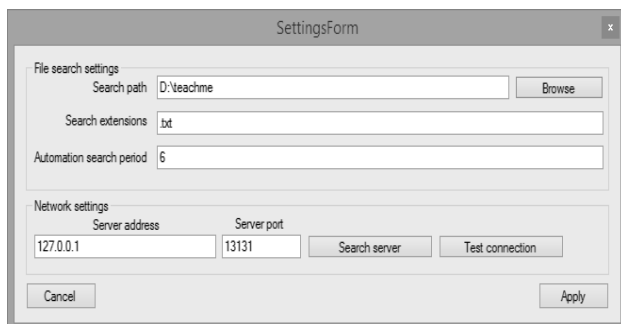 SettingsForm x
File search settings
Search path D:\teachme Browse
Search extensions .txt
Automation search period 6
Network settings
Server address Server port
127.0.0.1 13131 Search server Test connection
Cancel Apply